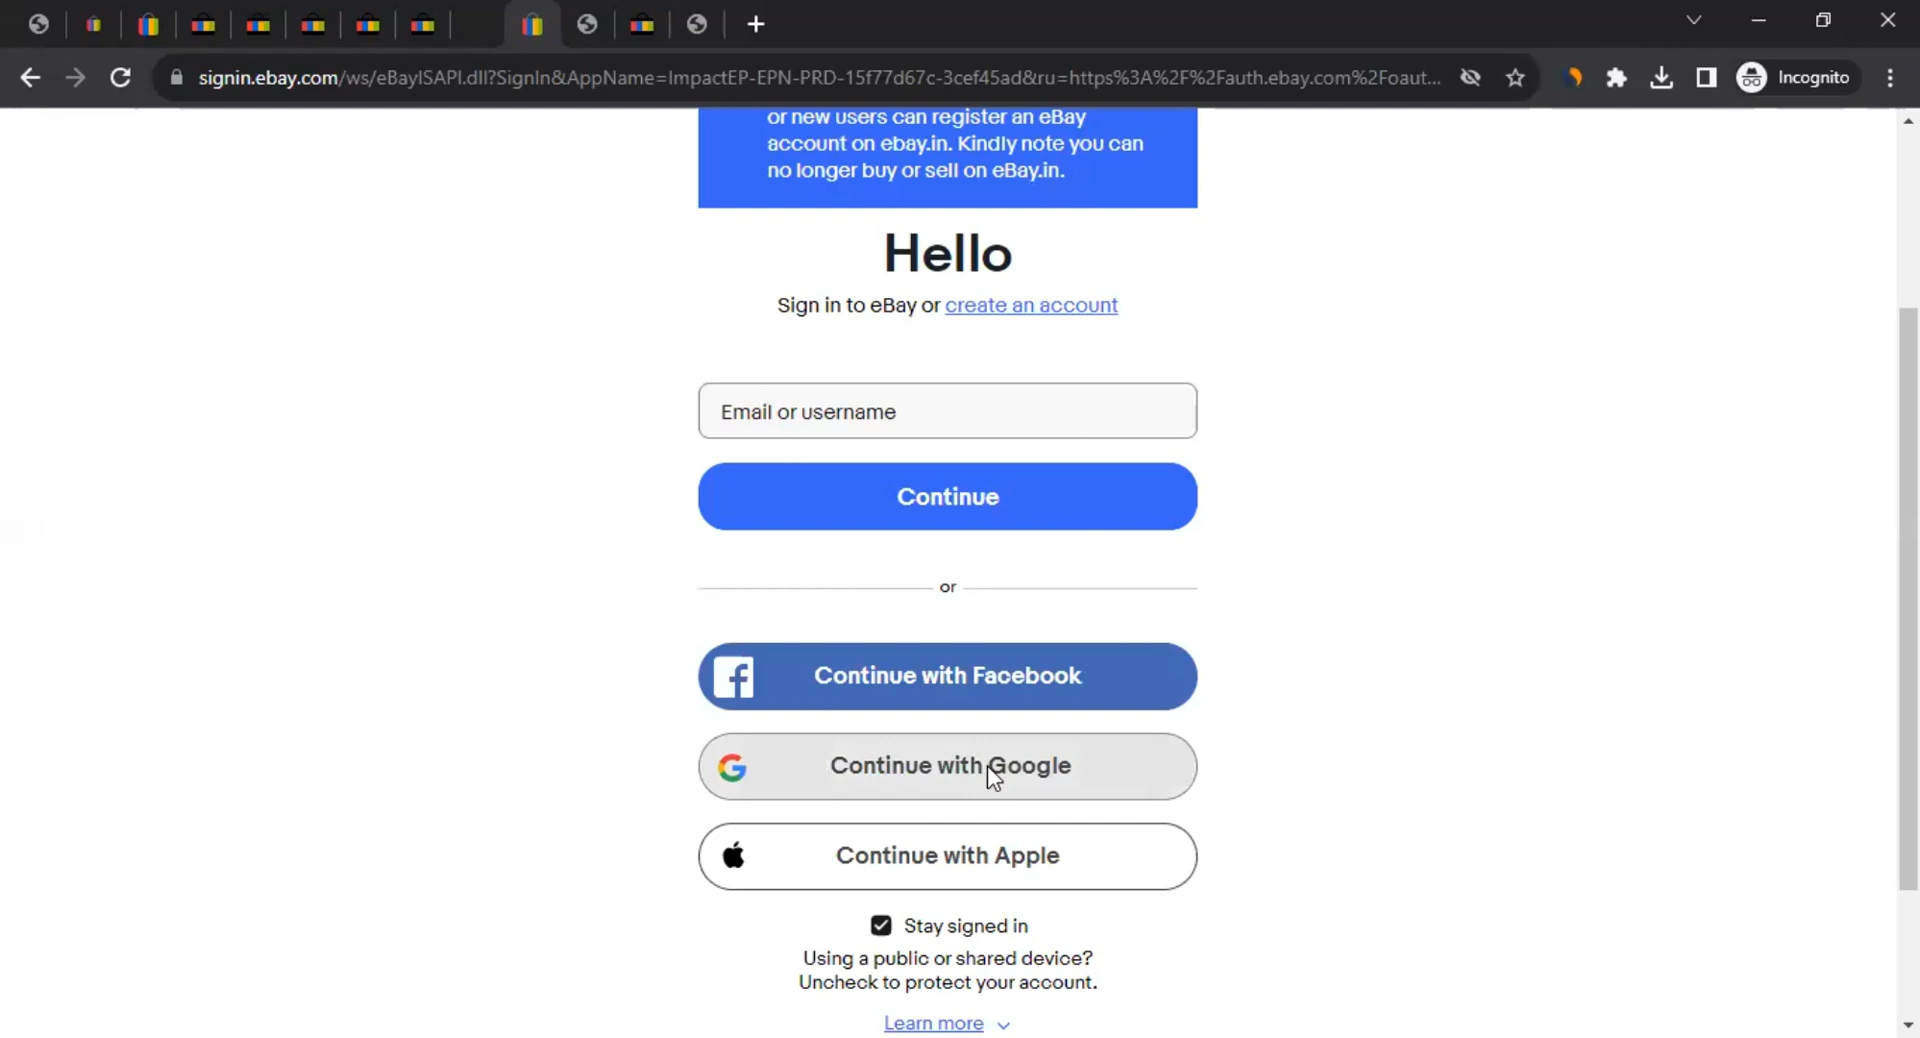 signin.ebay.com/ws/eBayISAPI.dll?SignIn&AppName=ImpactEP-EPN-PRD-15f77d67c-3cef45ad&ru=https%3A%2F%2Fauth.ebay.com%2Foaut...
Incognito
or new users can register an eBay
account on ebay.in. Kindly note you can
no longer buy or sell on eBay.in.
Hello
Sign in to eBay or create an account
Email or username
Continue
or
Continue with Facebook
Continue with Google
Continue with Apple
Stay signed in
Using a public or shared device?
Uncheck to protect your account.
Learn more